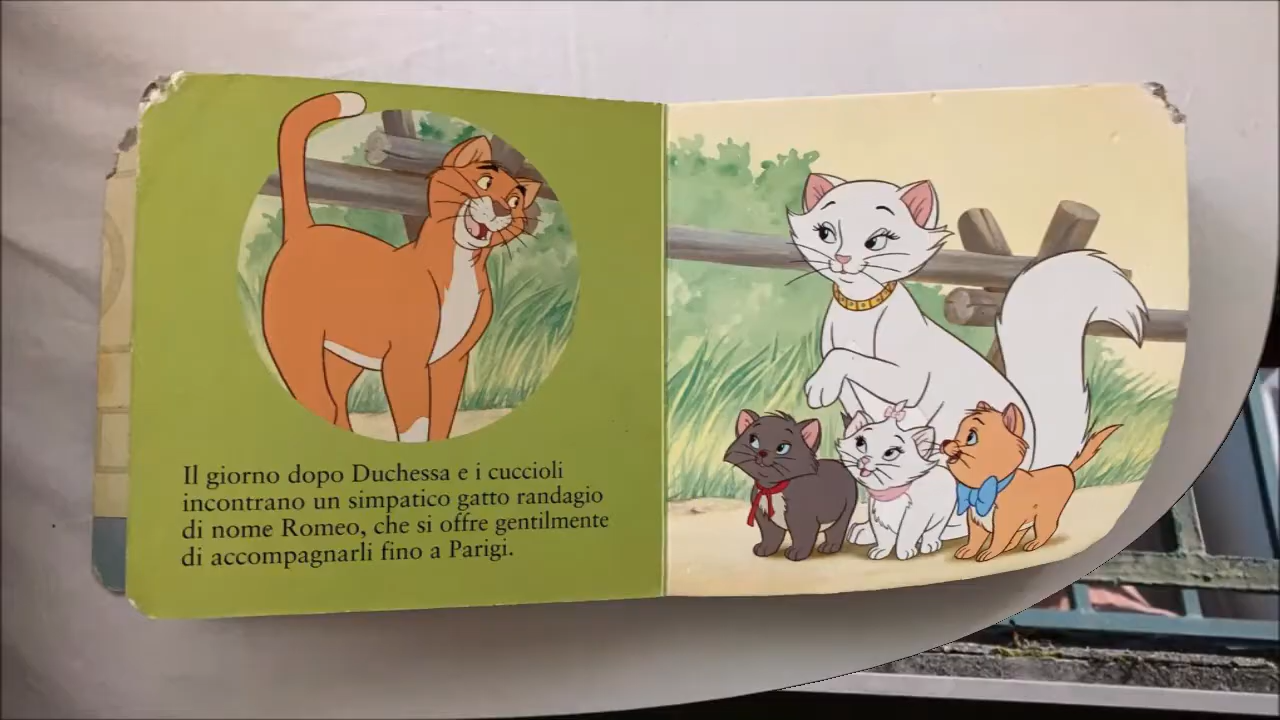 Il giorno dopo Duchessa e i cuccioli
incontrano un simpatico gatto randagio
di nome Romeo, che si offre gentilmente
di accompagnarli fino a Parigi.